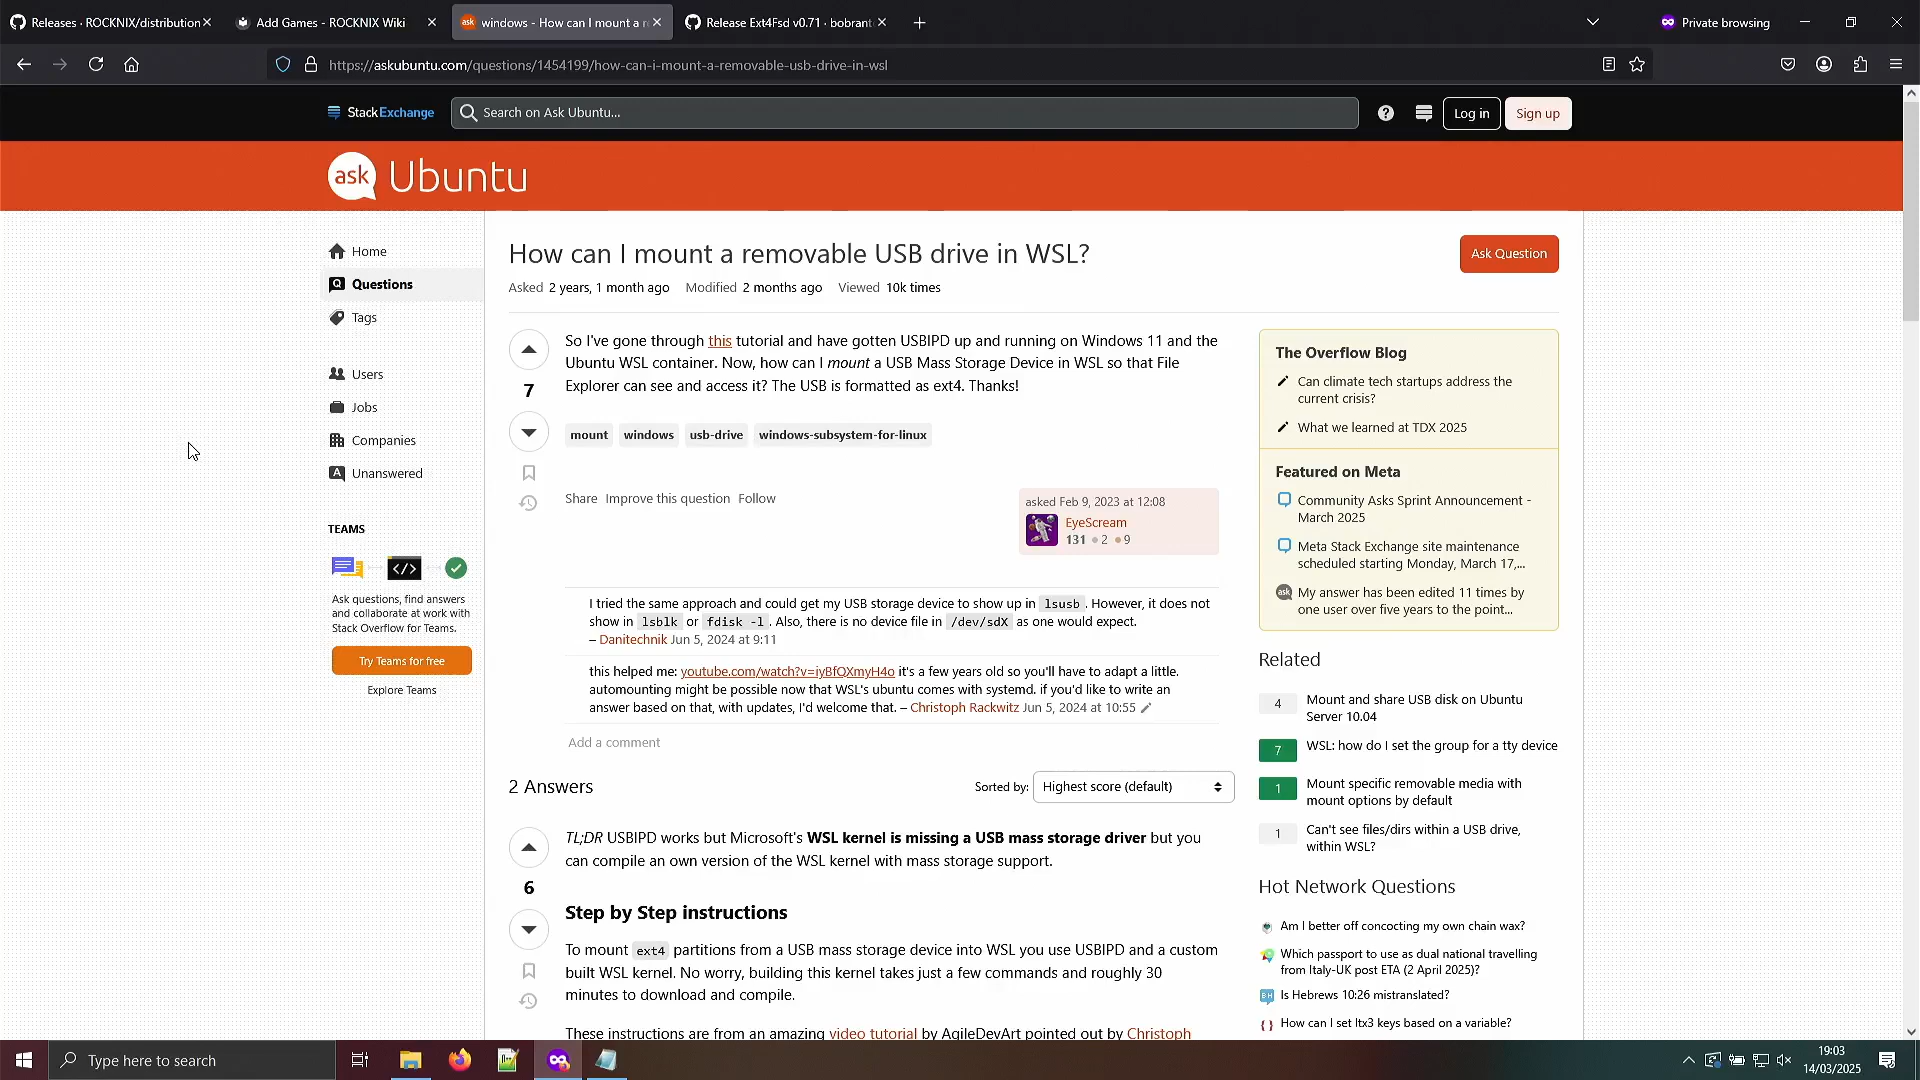 Releases · ROCKNIX/distribution
Add Games - ROCKNIX Wiki
windows - How can I mount a r
Release Ext4Fsd v0.71 · bobrant
Private browsing
https://askubuntu.com/questions/1454199/how-can-i-mount-a-removable-usb-drive-in-wsl
StackExchange
Search on Ask Ubuntu...
Log in
Sign up
ask Ubuntu
Home
Questions
Tags
Users
Jobs
Companies
Unanswered
TEAMS
Ask questions, find answers
and collaborate at work with
Stack Overflow for Teams.
Try Teams for free
Explore Teams
How can I mount a removable USB drive in WSL?
Ask Question
Asked 2 years, 1 month ago Modified 2 months ago Viewed 10k times
7
So I've gone through this tutorial and have gotten USBIPD up and running on Windows 11 and the
Ubuntu WSL container. Now, how can I mount a USB Mass Storage Device in WSL so that File
Explorer can see and access it? The USB is formatted as ext4. Thanks!
mount windows usb-drive windows-subsystem-for-linux
Share Improve this question Follow
asked Feb 9, 2023 at 12:08
EyeScream
131 2 9
I tried the same approach and could get my USB storage device to show up in lsusb. However, it does not
show in lsblk or fdisk -l. Also, there is no device file in /dev/sdX as one would expect.
– Danitechnik Jun 5, 2024 at 9:11
this helped me: youtube.com/watch?v=iyBfQXmyH4o it's a few years old so you'll have to adapt a little.
automounting might be possible now that WSL's ubuntu comes with systemd. if you'd like to write an
answer based on that, with updates, I'd welcome that. – Christoph Rackwitz Jun 5, 2024 at 10:55
Add a comment
2 Answers
Sorted by: Highest score (default)
6
TL;DR USBIPD works but Microsoft's WSL kernel is missing a USB mass storage driver but you
can compile an own version of the WSL kernel with mass storage support.
Step by Step instructions
To mount ext4 partitions from a USB mass storage device into WSL you use USBIPD and a custom
built WSL kernel. No worry, building this kernel takes just a few commands and roughly 30
minutes to download and compile.
These instructions are from an amazing video tutorial by AgileDevArt pointed out by Christoph
The Overflow Blog
Can climate tech startups address the
current crisis?
What we learned at TDX 2025
Featured on Meta
Community Asks Sprint Announcement -
March 2025
Meta Stack Exchange site maintenance
scheduled starting Monday, March 17,...
My answer has been edited 11 times by
one user over five years to the point...
Related
4 Mount and share USB disk on Ubuntu
Server 10.04
7 WSL: how do I set the group for a tty device
1 Mount specific removable media with
mount options by default
1 Can't see files/dirs within a USB drive,
within WSL?
Hot Network Questions
Am I better off concocting my own chain wax?
Which passport to use as dual national travelling
from Italy-UK post ETA (2 April 2025)?
Is Hebrews 10:26 mistranslated?
How can I set ltx3 keys based on a variable?
Type here to search
19:03
14/03/2025